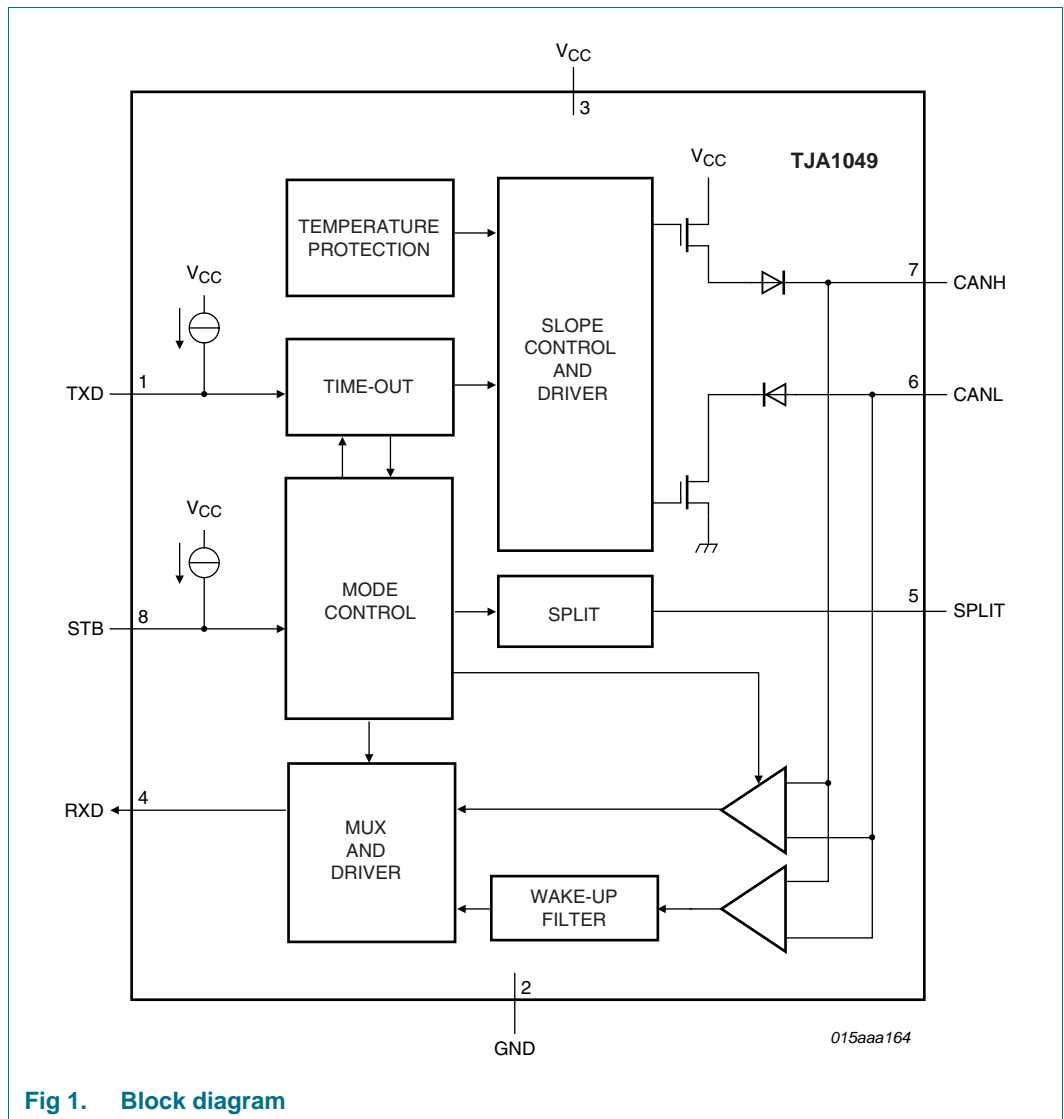 VCC
3
VCC
TJA1049
TEMPERATURE
PROTECTION
7
CANH
VCC
SLOPE
CONTROL
AND
DRIVER
TXD
1
TIME-OUT
6
CANL
VCC
MODE
CONTROL
SPLIT
5
SPLIT
STB
8
RXD
4
MUX
AND
DRIVER
WAKE-UP
FILTER
2
GND
015aaa164
Fig 1. Block diagram